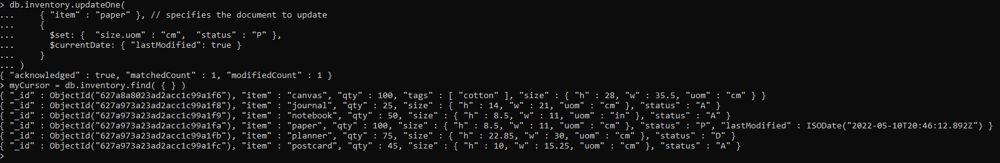 > db.inventory.updateOne(
...     { "item" : "paper" }, // specifies the document to update
...     {
...       $set: {  "size.uom" : "cm",  "status" : "P" },
...       $currentDate: { "lastModified": true }
...     }
... )
{ "acknowledged" : true, "matchedCount" : 1, "modifiedCount" : 1 }
> myCursor = db.inventory.find( { } )
{ "_id" : ObjectId("627a8a8023ad2acc1c99a1f6"), "item" : "canvas", "qty" : 100, "tags" : [ "cotton" ], "size" : { "h" : 28, "w" : 35.5, "uom" : "cm" } }
{ "_id" : ObjectId("627a973a23ad2acc1c99a1f8"), "item" : "journal", "qty" : 25, "size" : { "h" : 14, "w" : 21, "uom" : "cm" }, "status" : "A" }
{ "_id" : ObjectId("627a973a23ad2acc1c99a1f9"), "item" : "notebook", "qty" : 50, "size" : { "h" : 8.5, "w" : 11, "uom" : "in" }, "status" : "A" }
{ "_id" : ObjectId("627a973a23ad2acc1c99a1fa"), "item" : "paper", "qty" : 100, "size" : { "h" : 8.5, "w" : 11, "uom" : "cm" }, "status" : "P", "lastModified" : ISODate("2022-05-10T20:46:12.892Z") }
{ "_id" : ObjectId("627a973a23ad2acc1c99a1fb"), "item" : "planner", "qty" : 75, "size" : { "h" : 22.85, "w" : 30, "uom" : "cm" }, "status" : "D" }
{ "_id" : ObjectId("627a973a23ad2acc1c99a1fc"), "item" : "postcard", "qty" : 45, "size" : { "h" : 10, "w" : 15.25, "uom" : "cm" }, "status" : "A" }
>